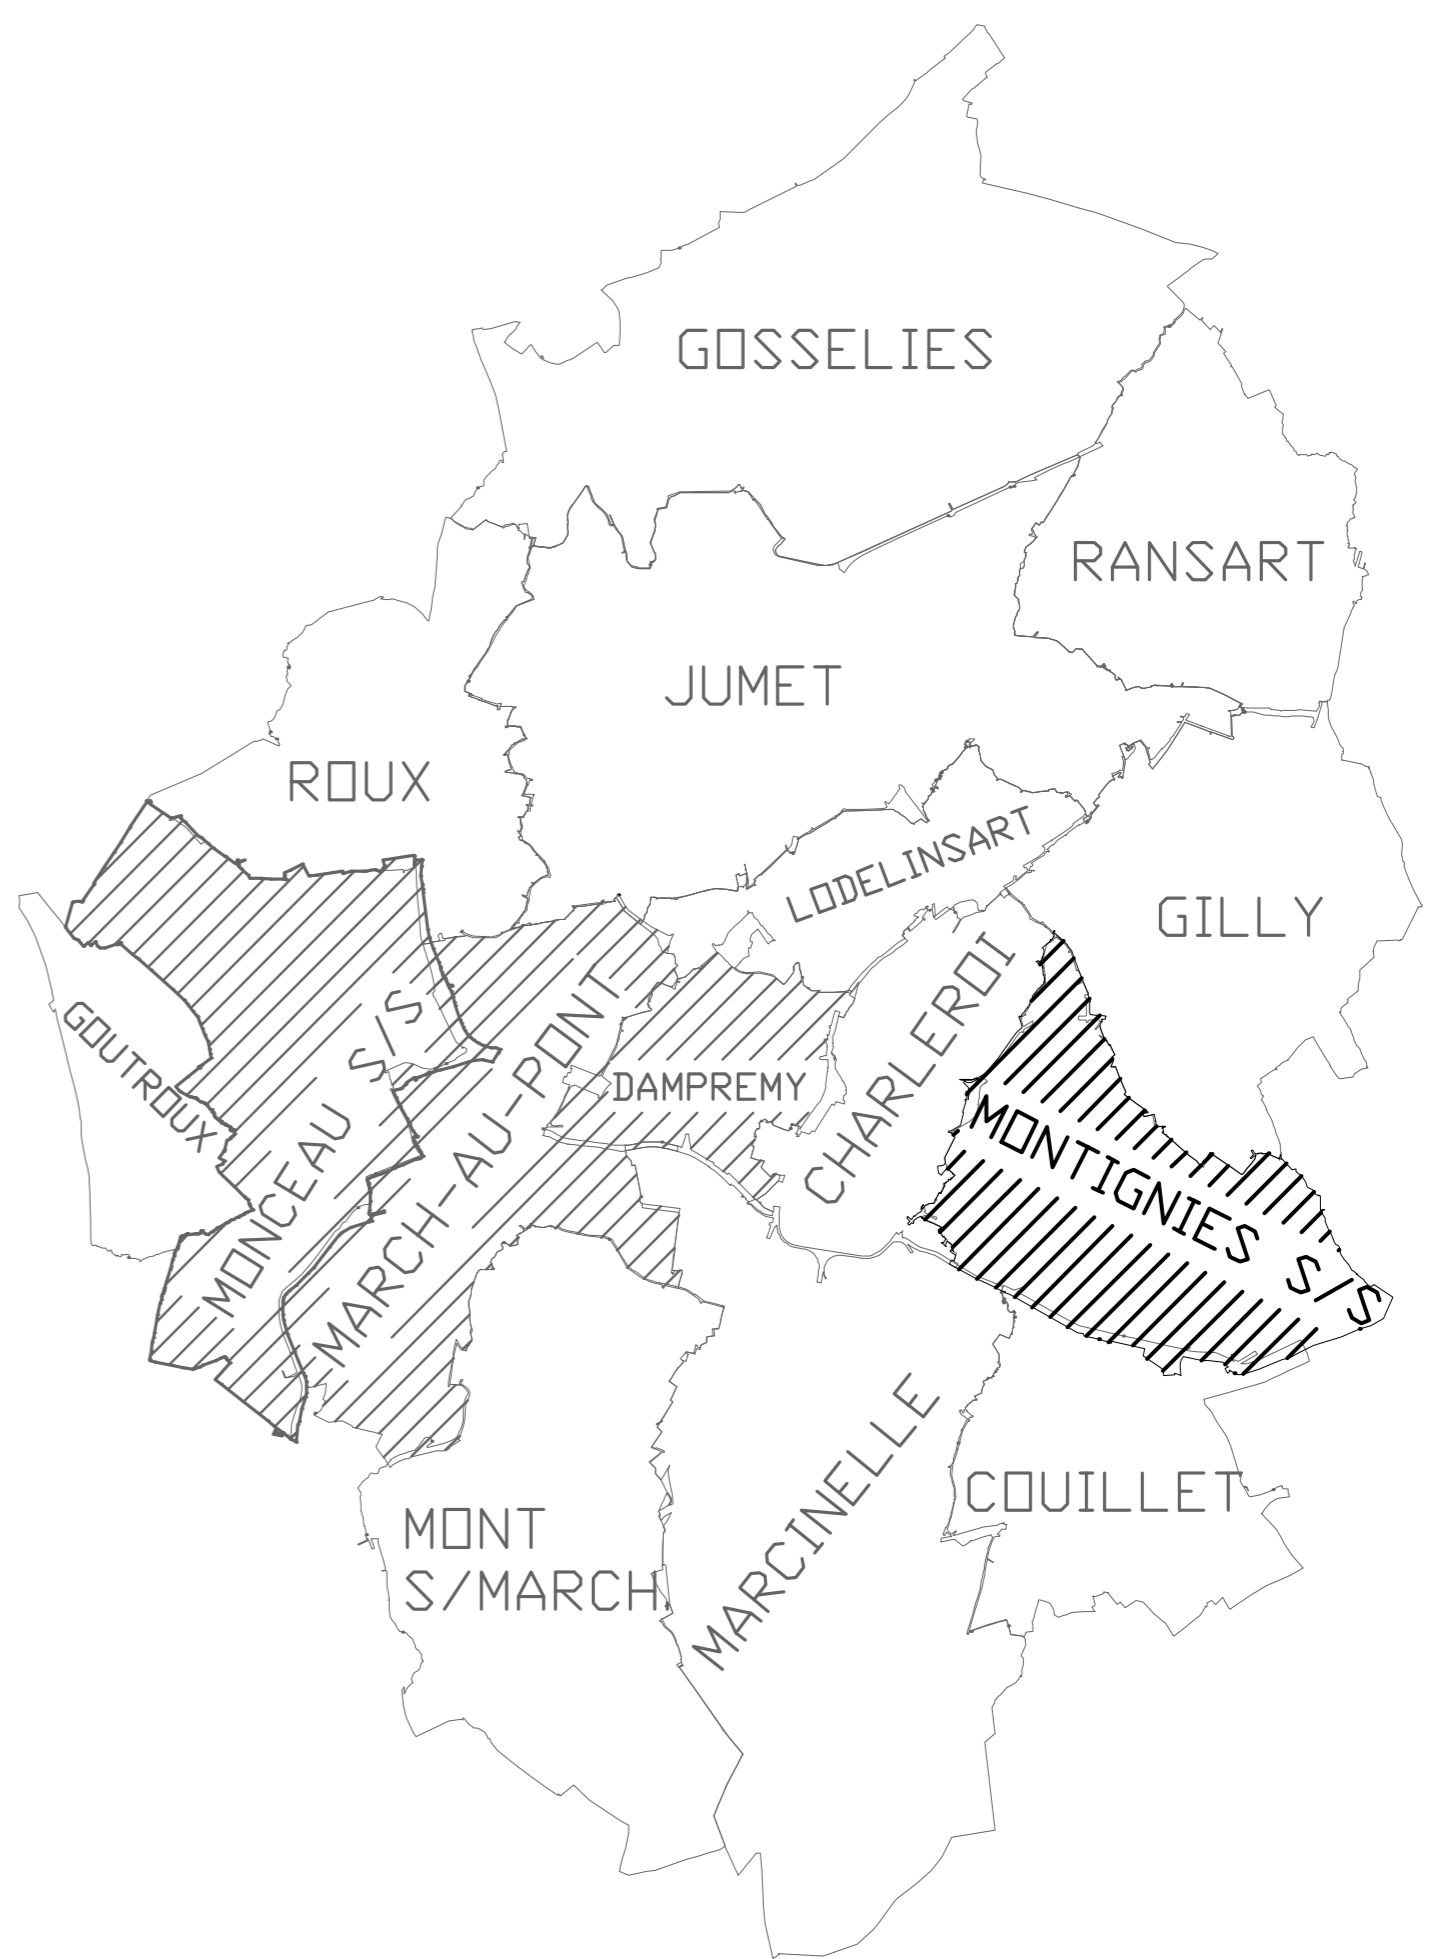 GOSSELIES
RANSART
JUMET
ROUX
LODELINSART
GILLY
GOUTROUX
MONCEAU S/S
MARCH-AU-PONT
DAMPREMY
CHARLEROI
MONTIGNIES S/S
MARCINELLE
COUILLET
MONT
S/MARCH.